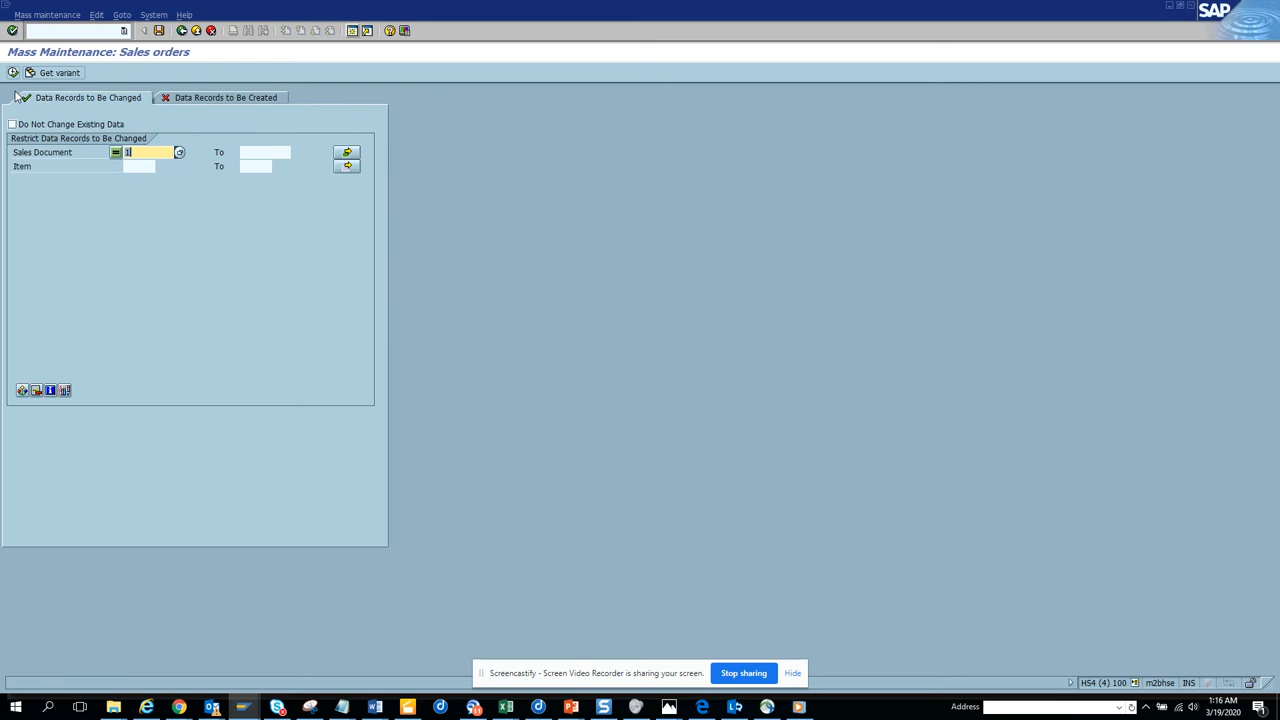 Mass maintenance Edit Goto System Help
SAP
Mass Maintenance: Sales orders
Get variant
Data Records to Be Changed Data Records to Be Created
Do Not Change Existing Data
Restrict Data Records to Be Changed
Sales Document 1 To
Item To
Screencastify - Screen Video Recorder is sharing your screen. Stop sharing Hide
HS4 (4) 100 m2bhse INS
Address 1:16 AM
3/19/2020